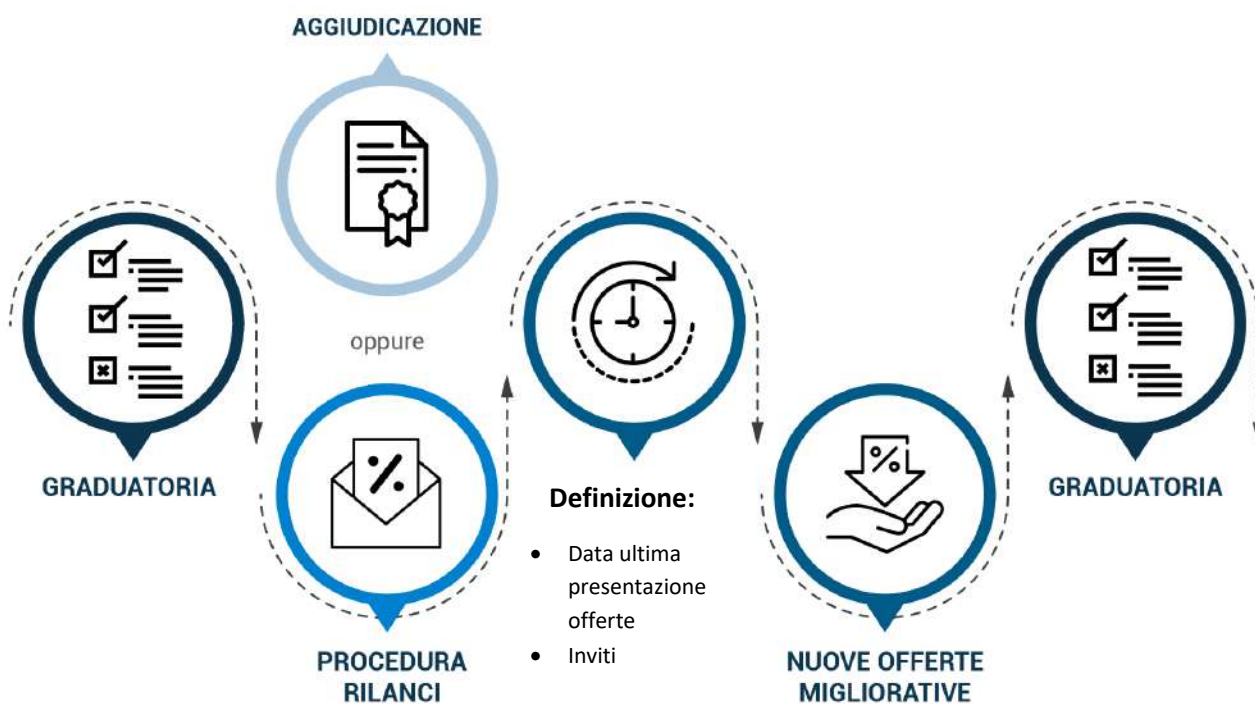 AGGIUDICAZIONE
oppure
GRADUATORIA
PROCEDURA
RILANCI
Definizione:
• Data ultima
presentazione
offerte
• Inviti
%
NUOVE OFFERTE
MIGLIORATIVE
%
GRADUATORIA